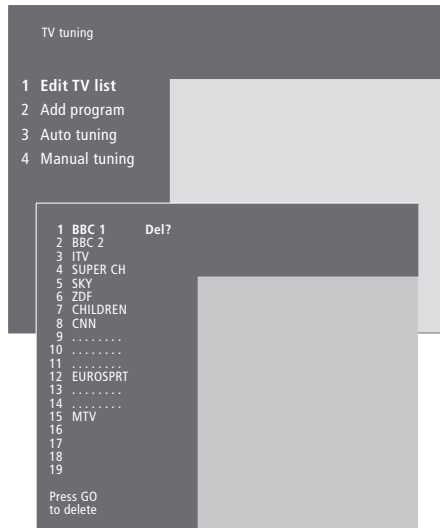 TV tuning
1 Edit TV list
2 Add program
3 Auto tuning
4 Manual tuning
1 BBC 1 Del?
2 BBC 2
3 ITV
4 SUPER CH
5 SKY
6 ZDF
7 CHILDREN
8 CNN
9 . . . . . . . .
10 . . . . . . . .
11 . . . . . . . .
12 EUROSPRT
13 . . . . . . . .
14 . . . . . . . .
15 MTV
16
17
18
19
Press GO
to delete